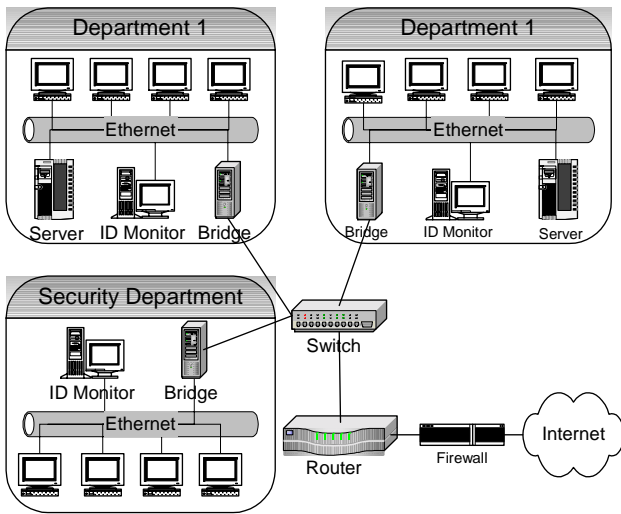 Department 1
Ethernet
Server
ID Monitor
Bridge
Department 1
Ethernet
Bridge
ID Monitor
Server
Security Department
ID Monitor
Bridge
Ethernet
Switch
Router
Firewall
Internet